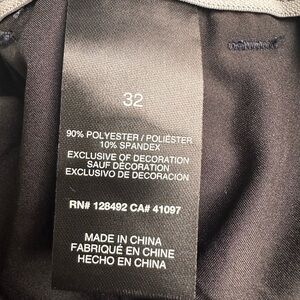 32
90% POLYESTER / POLIÉSTER
10% SPANDEX
EXCLUSIVE OF DECORATION
SAUF DÉCORATION
EXCLUSIVO DE DECORACION
RN# 128492 CA# 41097
MADE IN CHINA
FABRIQUÉ EN CHINE
HECHO EN CHINA